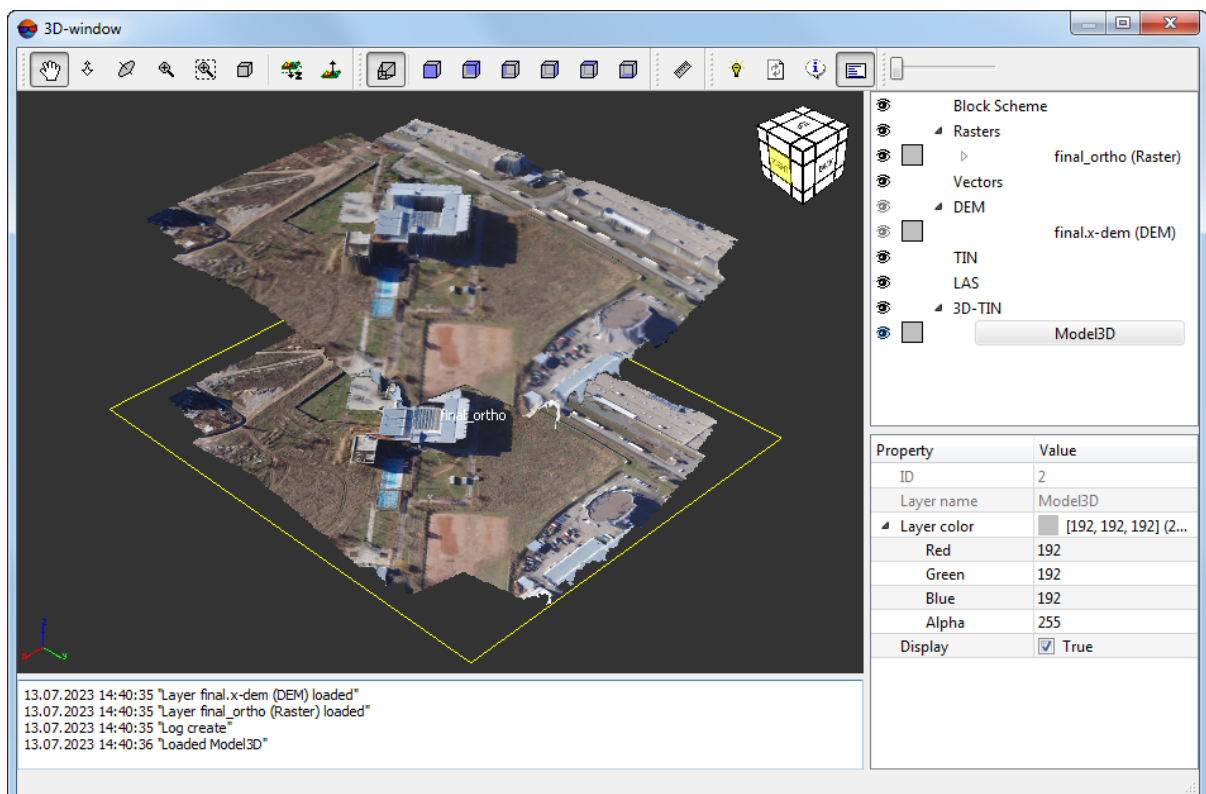 3D-window
Block Scheme
Rasters
final_ortho (Raster)
Vectors
DEM
final.x-dem (DEM)
TIN
LAS
3D-TIN
Model3D
final_ortho
Property Value
ID 2
Layer name Model3D
Layer color [192, 192, 192] (2...
Red 192
Green 192
Blue 192
Alpha 255
Display True
z
x y
13.07.2023 14:40:35 "Layer final.x-dem (DEM) loaded"
13.07.2023 14:40:35 "Layer final_ortho (Raster) loaded"
13.07.2023 14:40:35 "Log create"
13.07.2023 14:40:36 "Loaded Model3D"